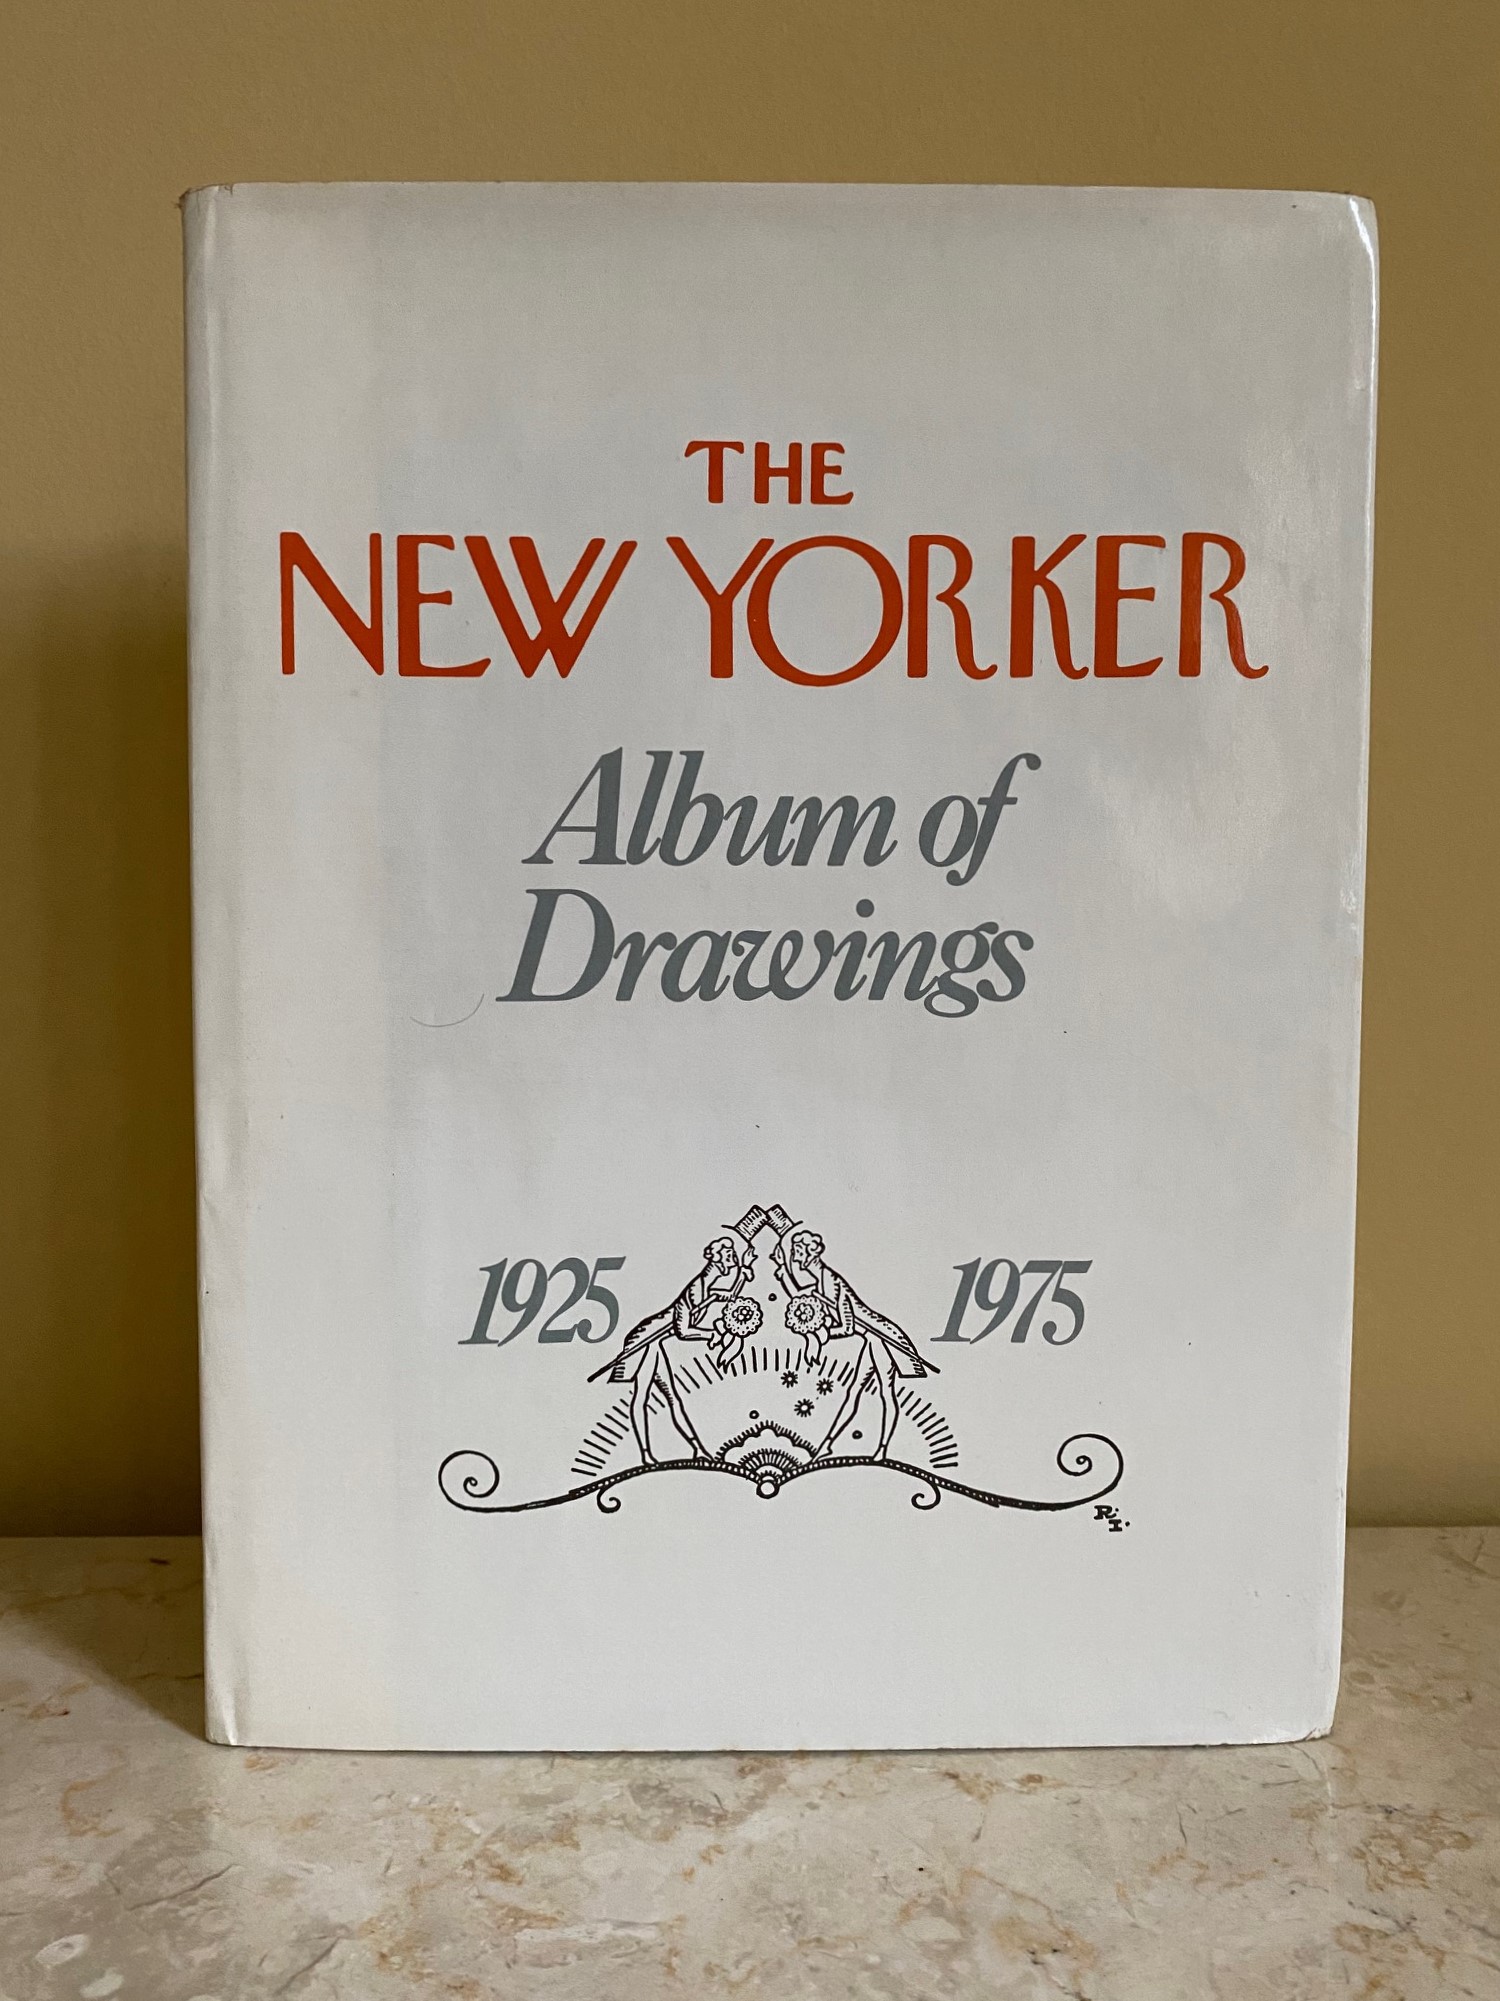 THE
NEW YORKER
Album of
Drawings
1925 1975
R.I.